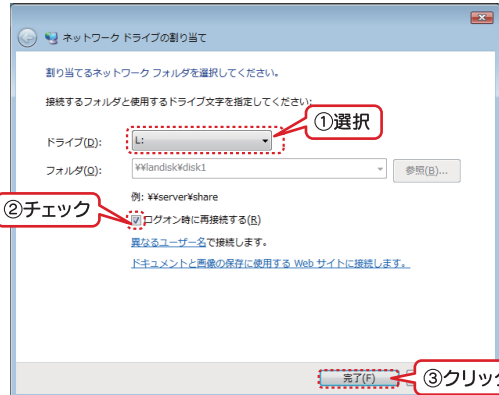 ネットワーク ドライブの割り当て
割り当てるネットワーク フォルダを選択してください。
接続するフォルダと使用するドライブ文字を指定してください:
①選択
ドライブ(D): L:
フォルダ(O): ¥¥landisk¥disk1 参照(B)...
例: ¥¥server¥share
②チェック
ログオン時に再接続する(R)
異なるユーザー名で接続します。
ドキュメントと画像の保存に使用する Web サイトに接続します。
完了(F) ③クリック